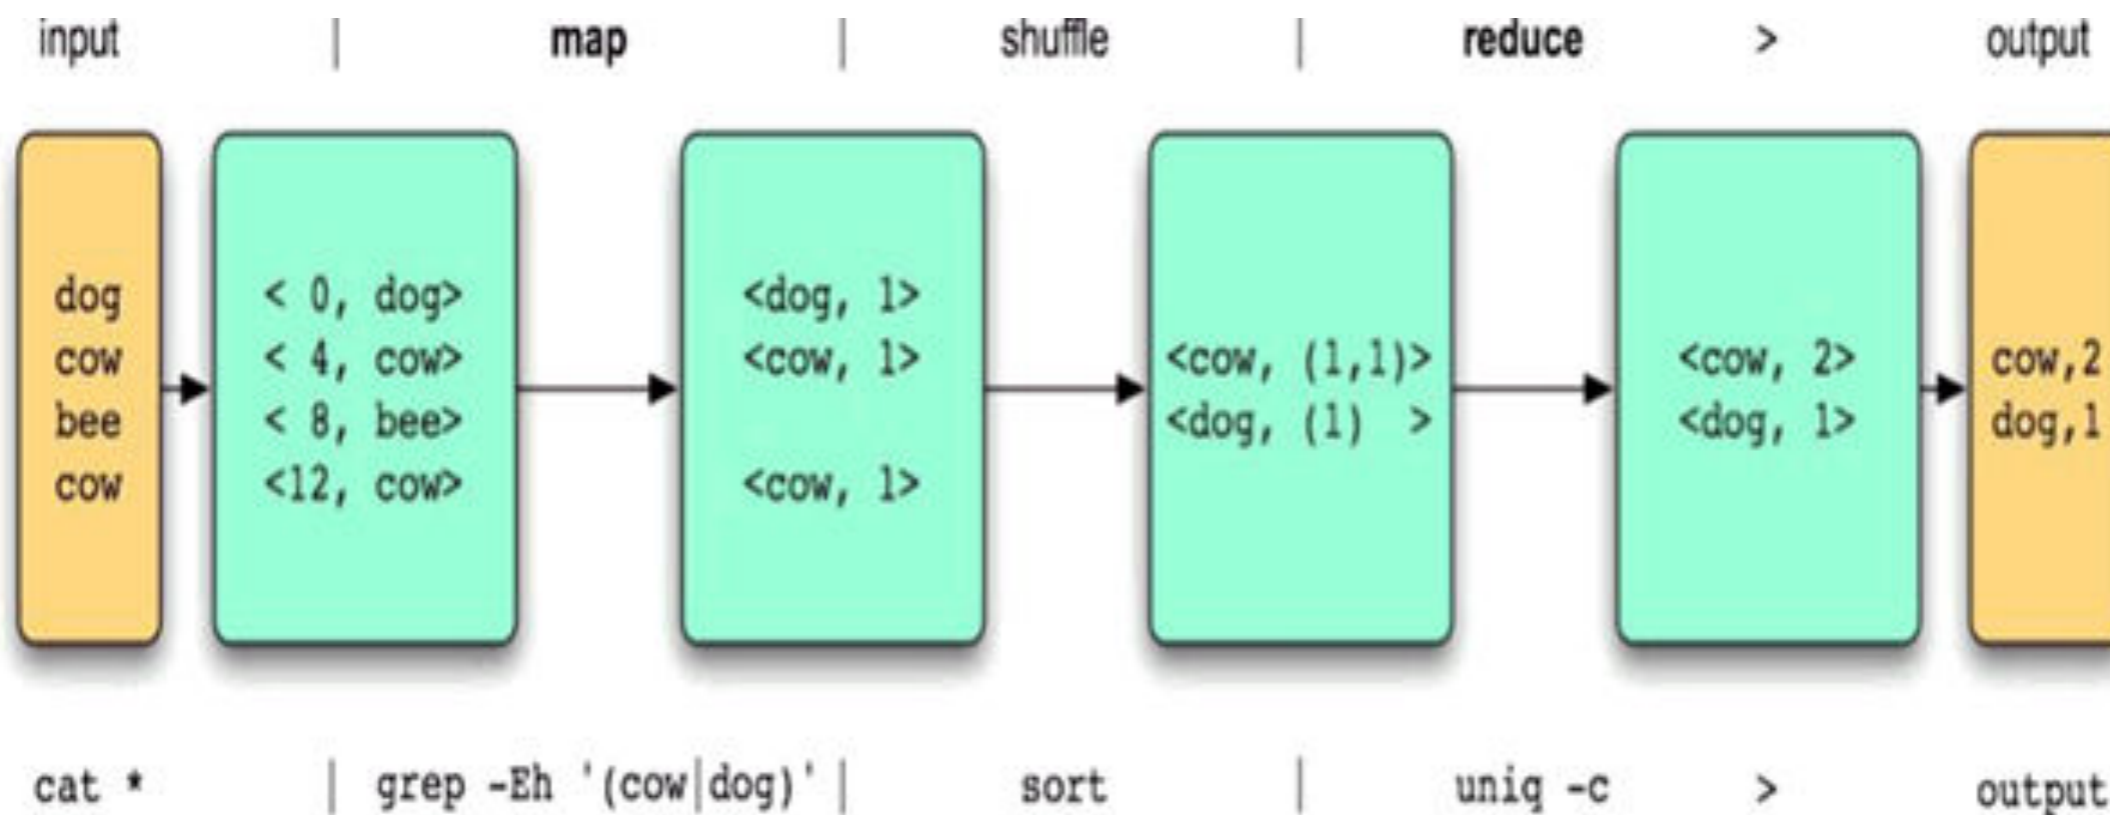 input | map | shuffle | reduce > output
dog
cow
bee
cow
< 0, dog>
< 4, cow>
< 8, bee>
<12, cow>
<dog, 1>
<cow, 1>
<cow, 1>
<cow, (1,1)>
<dog, (1) >
<cow, 2>
<dog, 1>
cow,2
dog,1
cat * | grep -Eh '(cow|dog)' | sort | uniq -c > output